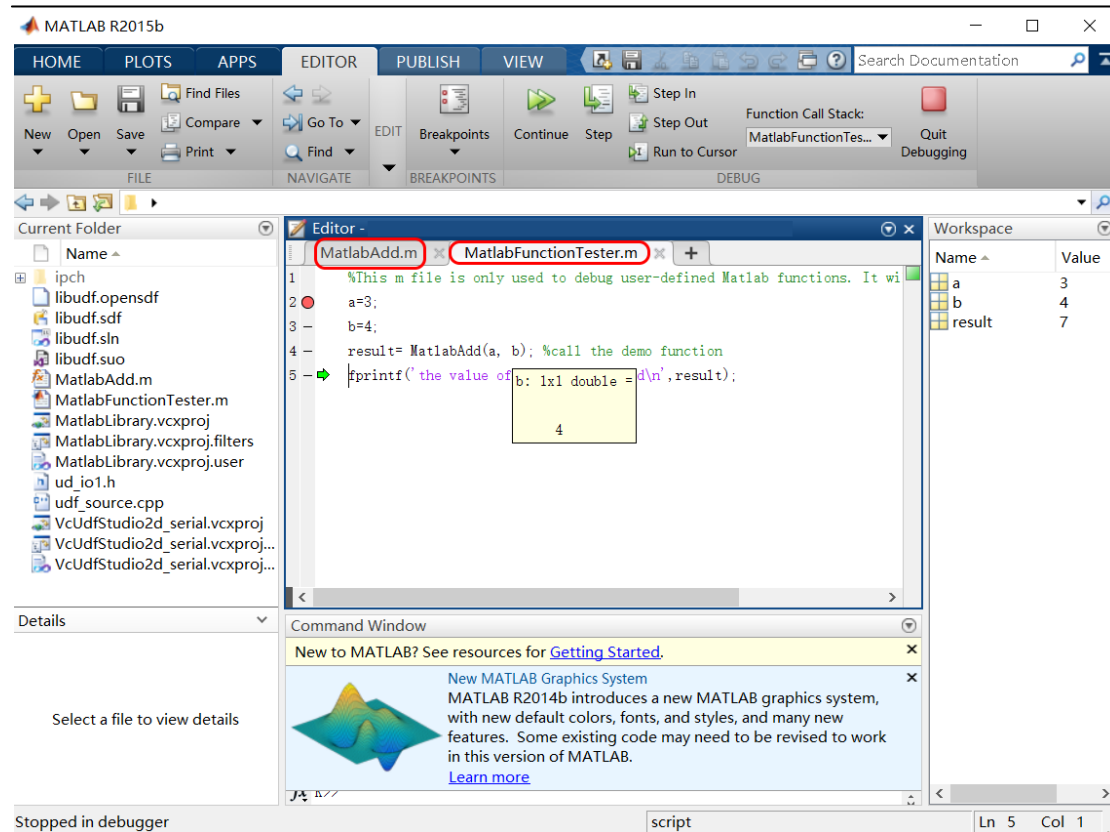 MATLAB R2015b
HOME PLOTS APPS EDITOR PUBLISH VIEW Search Documentation
New Open Save Find Files Compare Print
FILE
Go To Find
NAVIGATE
EDIT
Breakpoints
BREAKPOINTS
Continue Step Step In Step Out Run to Cursor
Function Call Stack:
MatlabFunctionTes...
Quit Debugging
DEBUG
Current Folder
Name
ipch
libudf.opensdf
libudf.sdf
libudf.sln
libudf.suo
MatlabAdd.m
MatlabFunctionTester.m
MatlabLibrary.vcxproj
MatlabLibrary.vcxproj.filters
MatlabLibrary.vcxproj.user
ud_io1.h
udf_source.cpp
VcUdfStudio2d_serial.vcxproj
VcUdfStudio2d_serial.vcxproj...
VcUdfStudio2d_serial.vcxproj...
Details
Select a file to view details
Editor -
MatlabAdd.m MatlabFunctionTester.m
1 %This m file is only used to debug user-defined Matlab functions. It wi
2 a=3;
3 – b=4;
4 – result= MatlabAdd(a, b); %call the demo function
5 – fprintf('the value of d\n',result);
b: 1x1 double =
4
Command Window
New to MATLAB? See resources for Getting Started.
New MATLAB Graphics System
MATLAB R2014b introduces a new MATLAB graphics system,
with new default colors, fonts, and styles, and many new
features. Some existing code may need to be revised to work
in this version of MATLAB.
Learn more
Workspace
Name Value
a 3
b 4
result 7
Stopped in debugger script Ln 5 Col 1